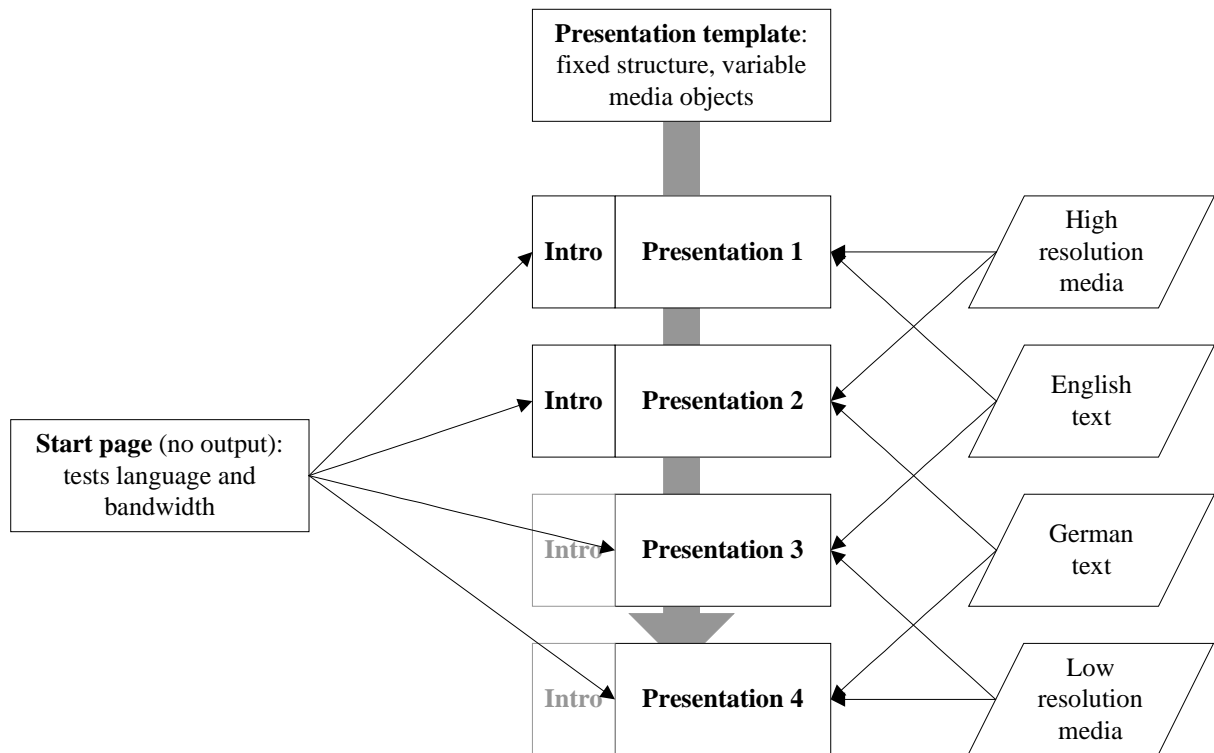 Presentation template:
fixed structure, variable
media objects
Intro
Presentation 1
High
resolution
media
Intro
Presentation 2
English
text
Start page (no output):
tests language and
bandwidth
Intro
Presentation 3
German
text
Intro
Presentation 4
Low
resolution
media